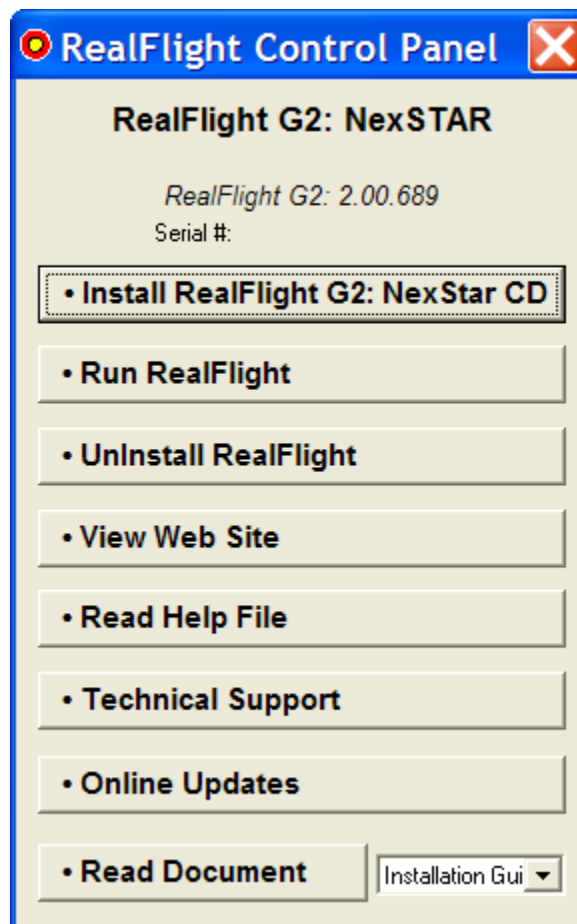 RealFlight Control Panel
RealFlight G2: NexSTAR
RealFlight G2: 2.00.689
Serial #:
• Install RealFlight G2: NexStar CD
• Run RealFlight
• UnInstall RealFlight
• View Web Site
• Read Help File
• Technical Support
• Online Updates
• Read Document
Installation Gui